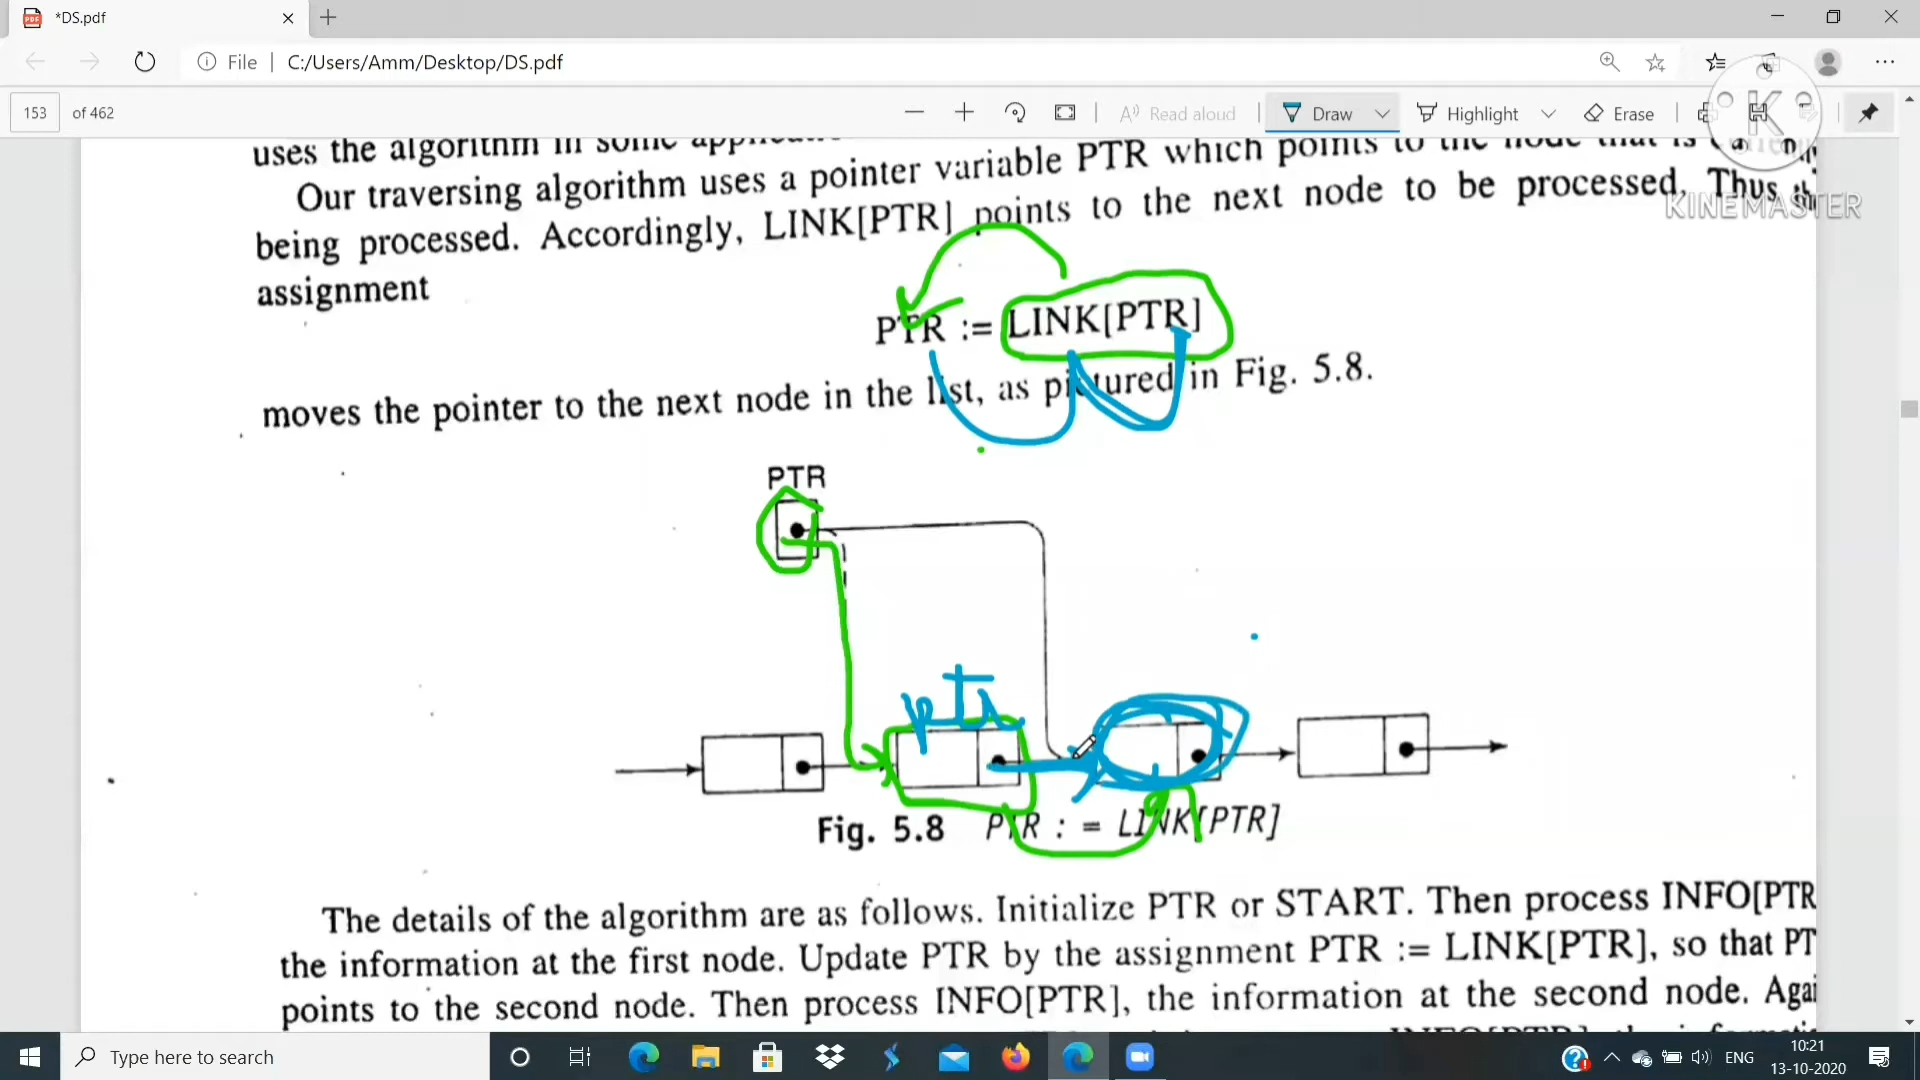 *DS.pdf
File | C:/Users/Amm/Desktop/DS.pdf
153 of 462 Read aloud Draw Highlight Erase
K
KINEMASTER
uses the algorithm in some
Our traversing algorithm uses a pointer variable PTR which points to the node that is
being processed. Accordingly, LINK[PTR] points to the next node to be processed. Thus
assignment
PTR := LINK[PTR]
moves the pointer to the next node in the list, as pictured in Fig. 5.8.
PTR
ptr
Fig. 5.8 PTR : = LINK[PTR]
The details of the algorithm are as follows. Initialize PTR or START. Then process INFO[PTR
the information at the first node. Update PTR by the assignment PTR := LINK[PTR], so that PT
points to the second node. Then process INFO[PTR], the information at the second node. Agai
Type here to search
ENG
10:21
13-10-2020